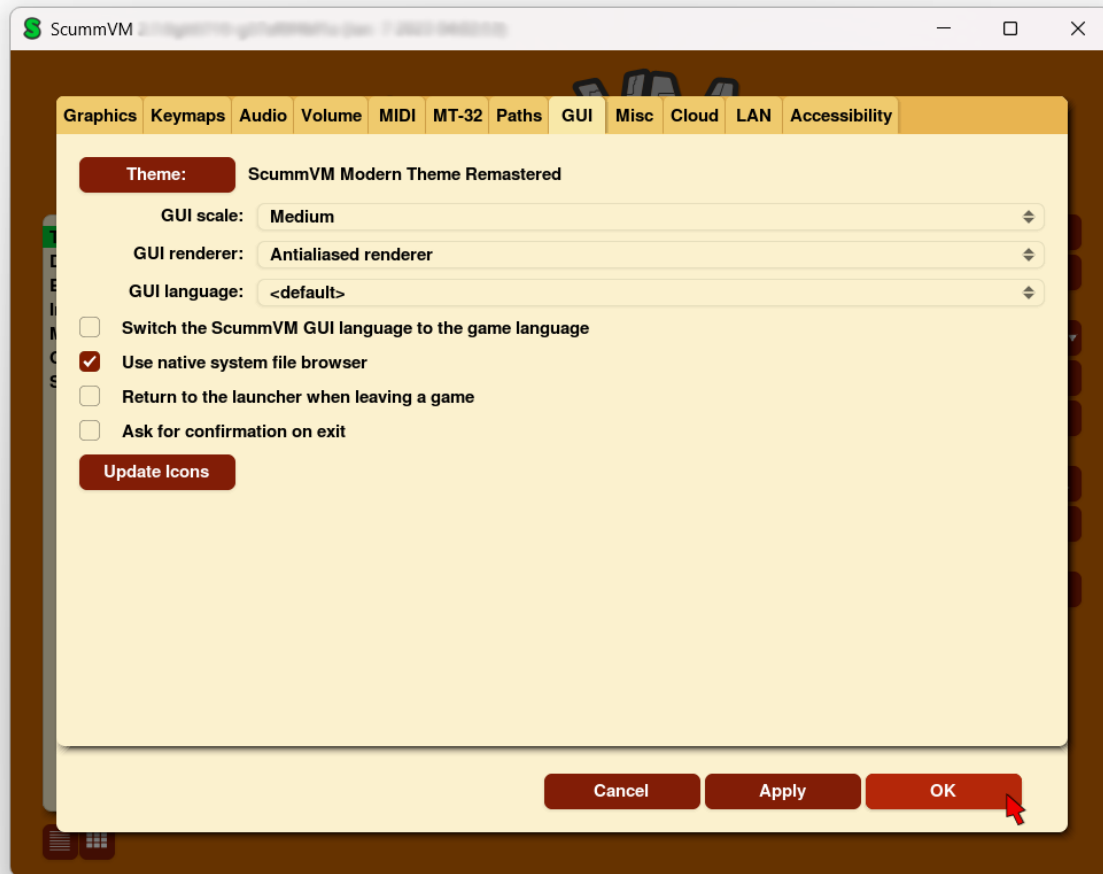 ScummVM
Graphics Keymaps Audio Volume MIDI MT-32 Paths GUI Misc Cloud LAN Accessibility
Theme: ScummVM Modern Theme Remastered
GUI scale: Medium
GUI renderer: Antialiased renderer
GUI language: <default>
Switch the ScummVM GUI language to the game language
Use native system file browser
Return to the launcher when leaving a game
Ask for confirmation on exit
Update Icons
Cancel Apply OK